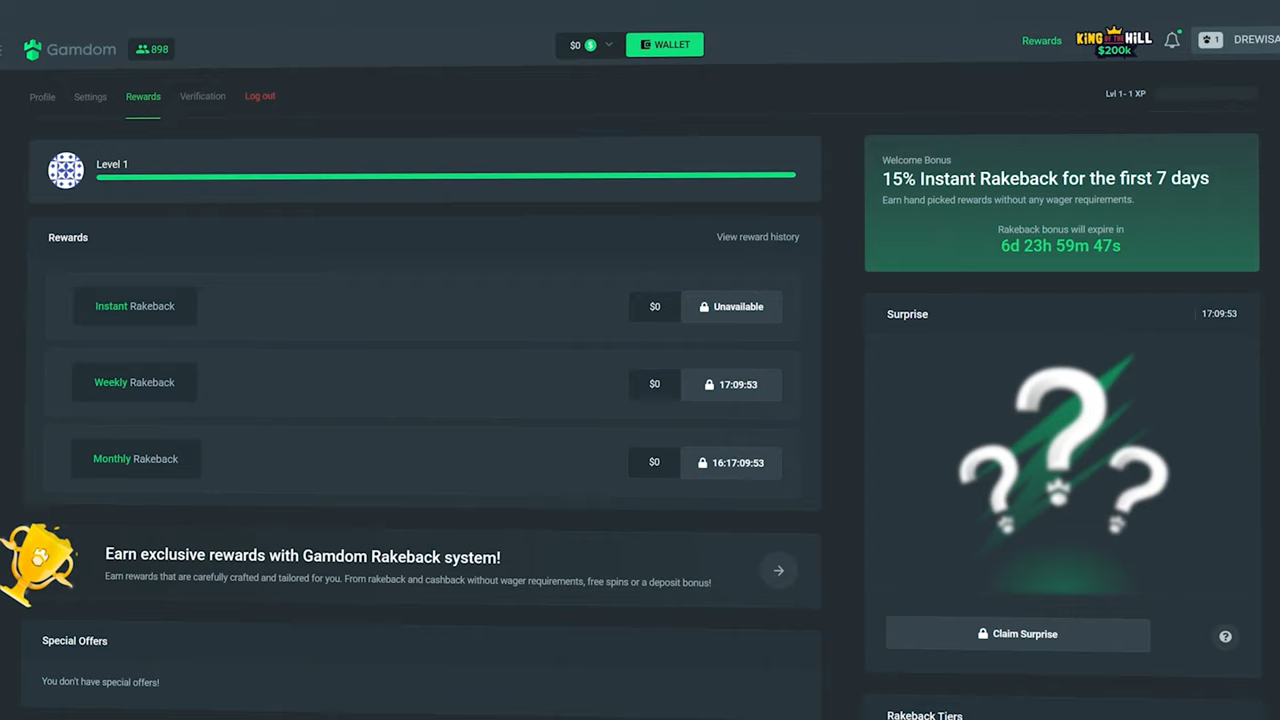 Gamdom
898
$0
WALLET
Rewards
KING OF THE HILL
$200k
1
Profile
Settings
Rewards
Verification
Log out
Lvl 1- 1 XP
Level 1
Rewards
View reward history
Instant Rakeback
$0
Unavailable
Weekly Rakeback
$0
17:09:53
Monthly Rakeback
$0
16:17:09:53
Earn exclusive rewards with Gamdom Rakeback system!
Earn rewards that are carefully crafted and tailored for you. From rakeback and cashback without wager requirements, free spins or a deposit bonus!
Special Offers
You don't have special offers!
Welcome Bonus
15% Instant Rakeback for the first 7 days
Earn hand picked rewards without any wager requirements.
Rakeback bonus will expire in
6d 23h 59m 47s
Surprise
17:09:53
???
Claim Surprise
?
Rakeback Tiers